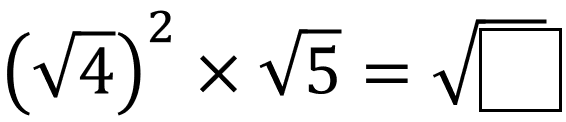 (√4)² × √5 = √□